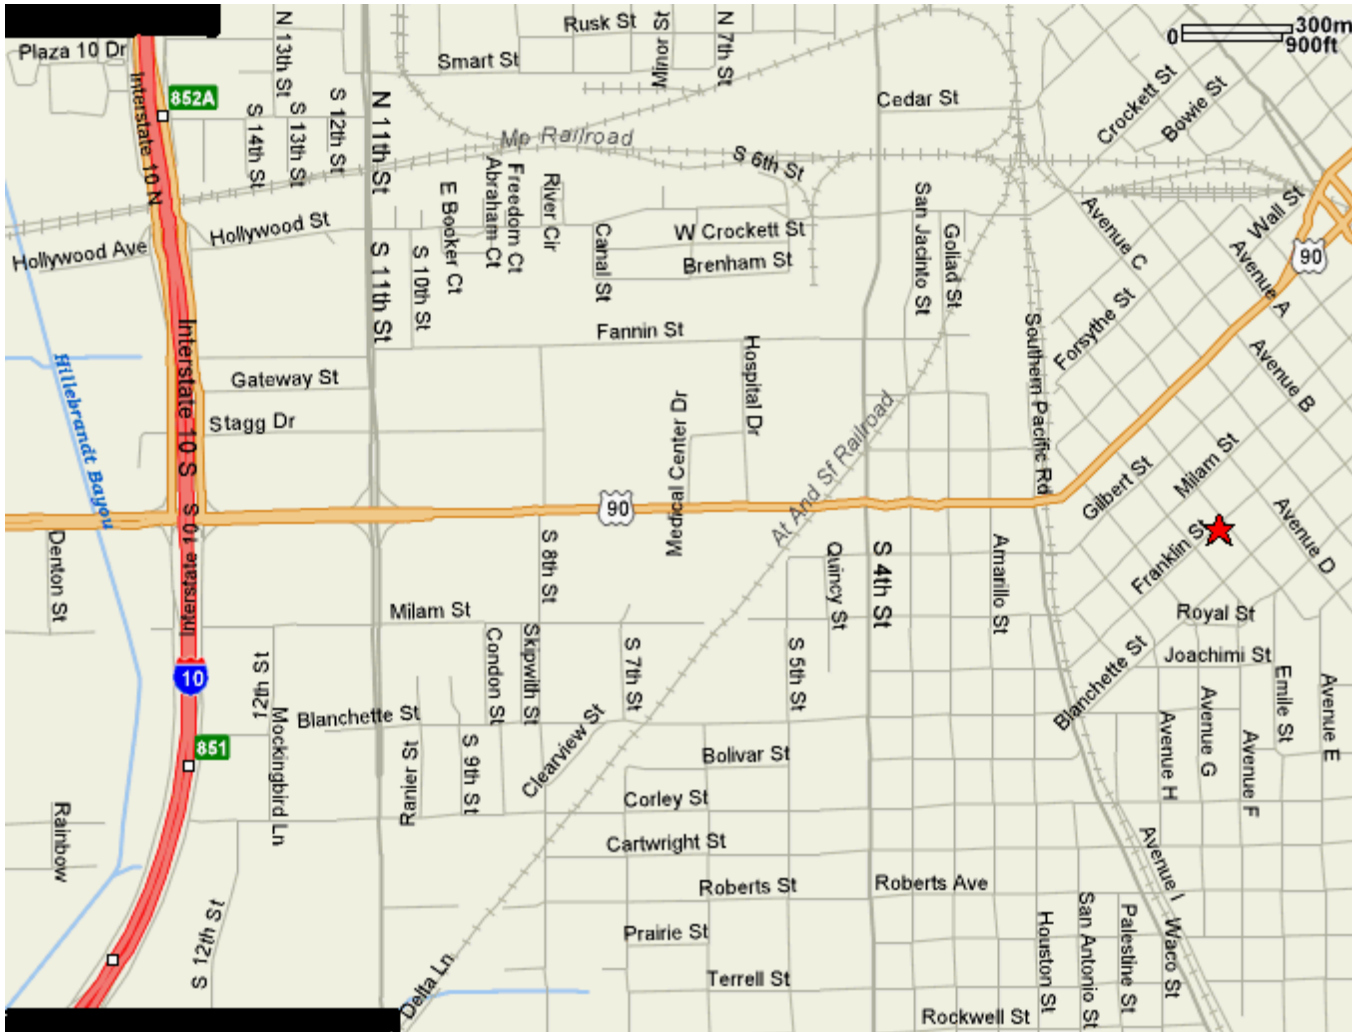 Rusk St
Minor St
N 7th St
N 13th St
300m
0
900ft
Plaza 10 Dr
Smart St
Interstate 10 N
852A
S 14th St
S 13th St
S 12th St
N 11th St
Cedar St
Crockett St
Bowie St
Mp Railroad
S 6th St
E Booker Ct
Abraham Ct
Freedom Ct
River Cir
San Jacinto St
Goliad St
Avenue C
Wall St
90
Hollywood St
Hollywood Ave
S 11th St
S 10th St
Canal St
W Crockett St
Brenham St
Avenue A
Forsythe St
Fannin St
Interstate 10 S
Hospital Dr
Southern Pacific Rd
Avenue B
Hillebrandt Bayou
Gateway St
Stagg Dr
Medical Center Dr
At And Sf Railroad
Gilbert St
Milam St
90
Interstate 10 S
Denton St
S 8th St
Quincy St
S 4th St
Amarillo St
Franklin St
Avenue D
Milam St
Royal St
Condon St
Skipwith St
S 7th St
S 5th St
Blanchette St
Joachimi St
10
12th St
Mockingbird Ln
Blanchette St
Emile St
Avenue E
Avenue H
Avenue G
Avenue F
851
Ranier St
S 9th St
Clearview St
Bolivar St
Corley St
Rainbow
Cartwright St
Avenue I
Roberts St
Roberts Ave
S 12th St
Prairie St
Houston St
San Antonio St
Palestine St
Waco St
Delta Ln
Terrell St
Rockwell St